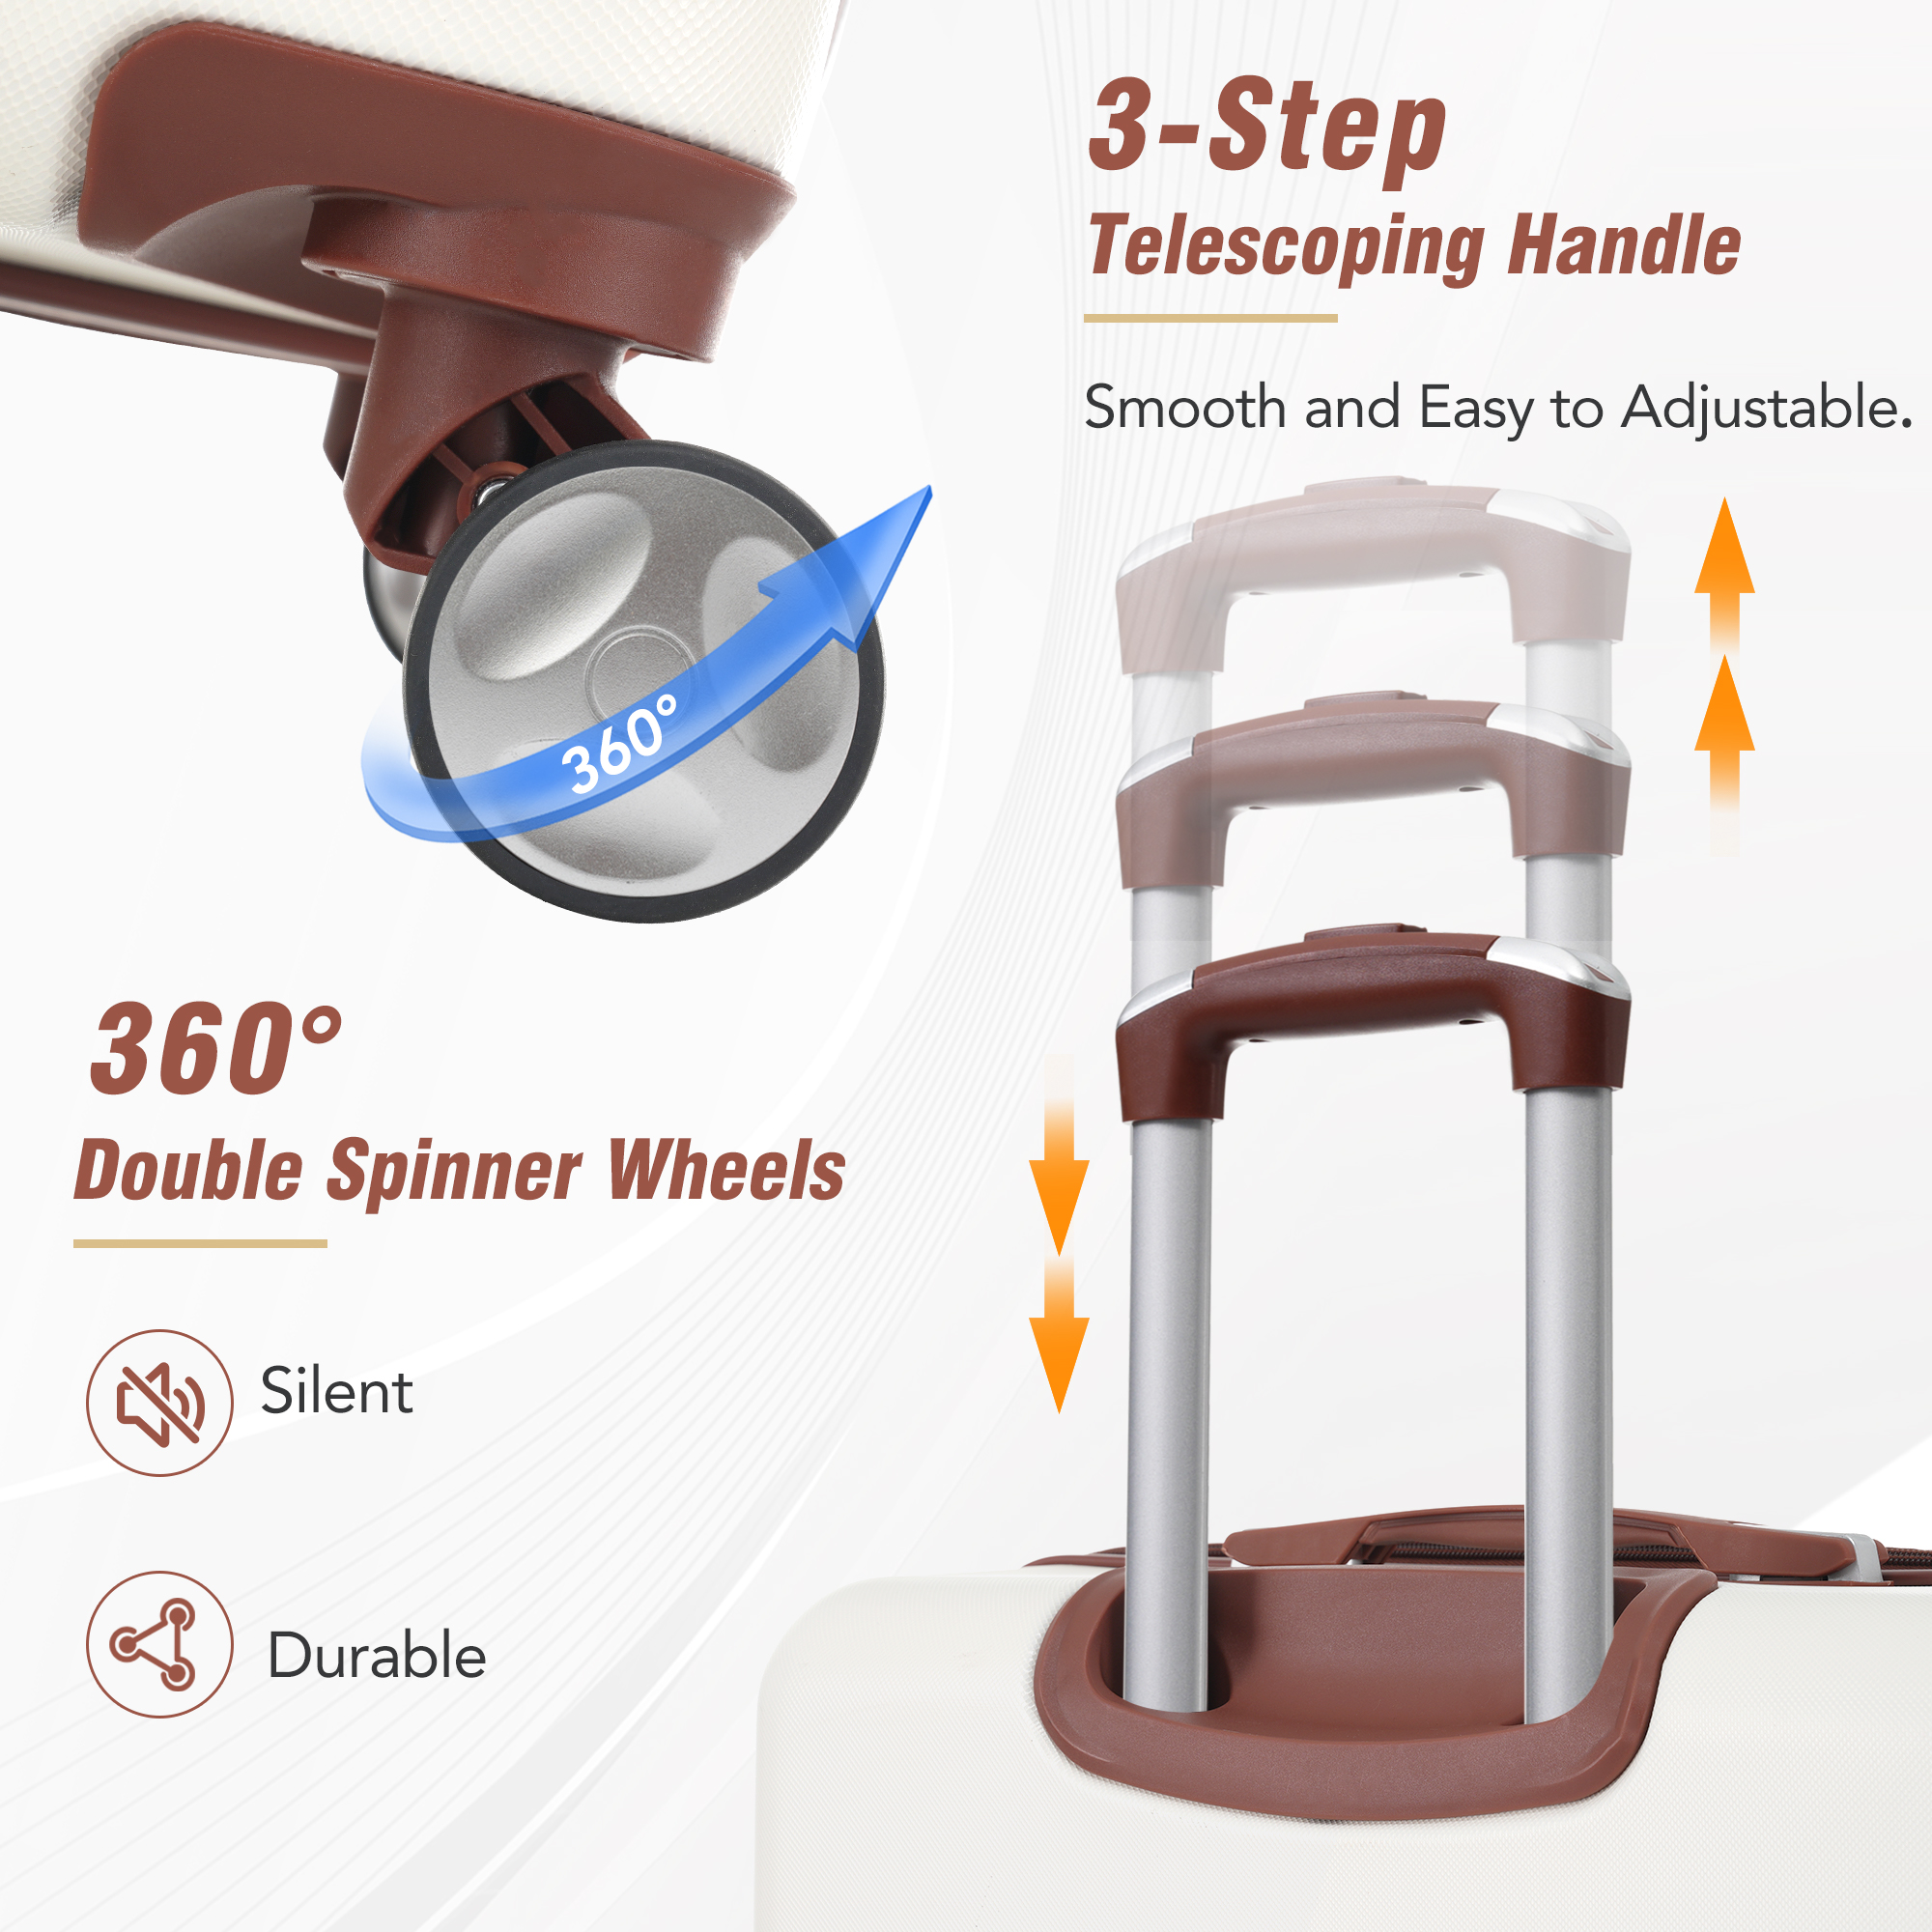 3-Step
Telescoping Handle
Smooth and Easy to Adjustable.
360°
360°
Double Spinner Wheels
Silent
Durable